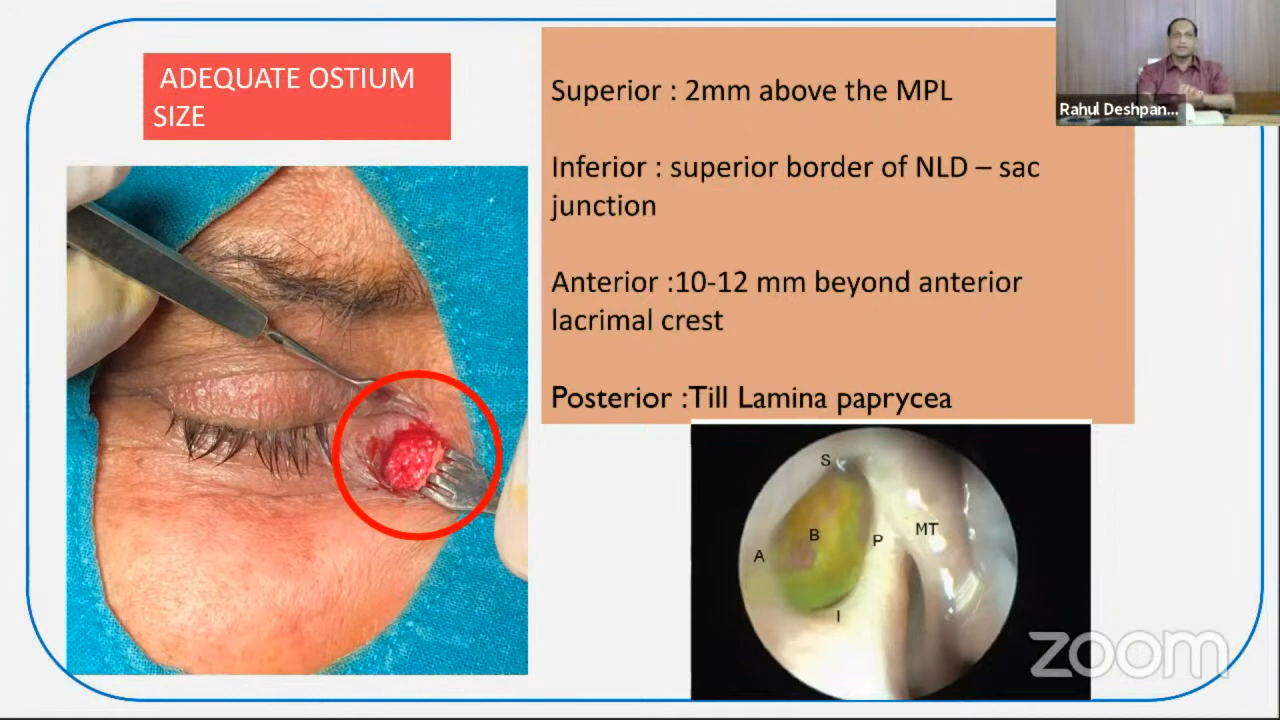 ADEQUATE OSTIUM
SIZE
Superior : 2mm above the MPL
Inferior : superior border of NLD – sac
junction
Anterior :10-12 mm beyond anterior
lacrimal crest
Posterior :Till Lamina paprycea
Rahul Deshpan...
S
B
MT
P
A
I
zoom